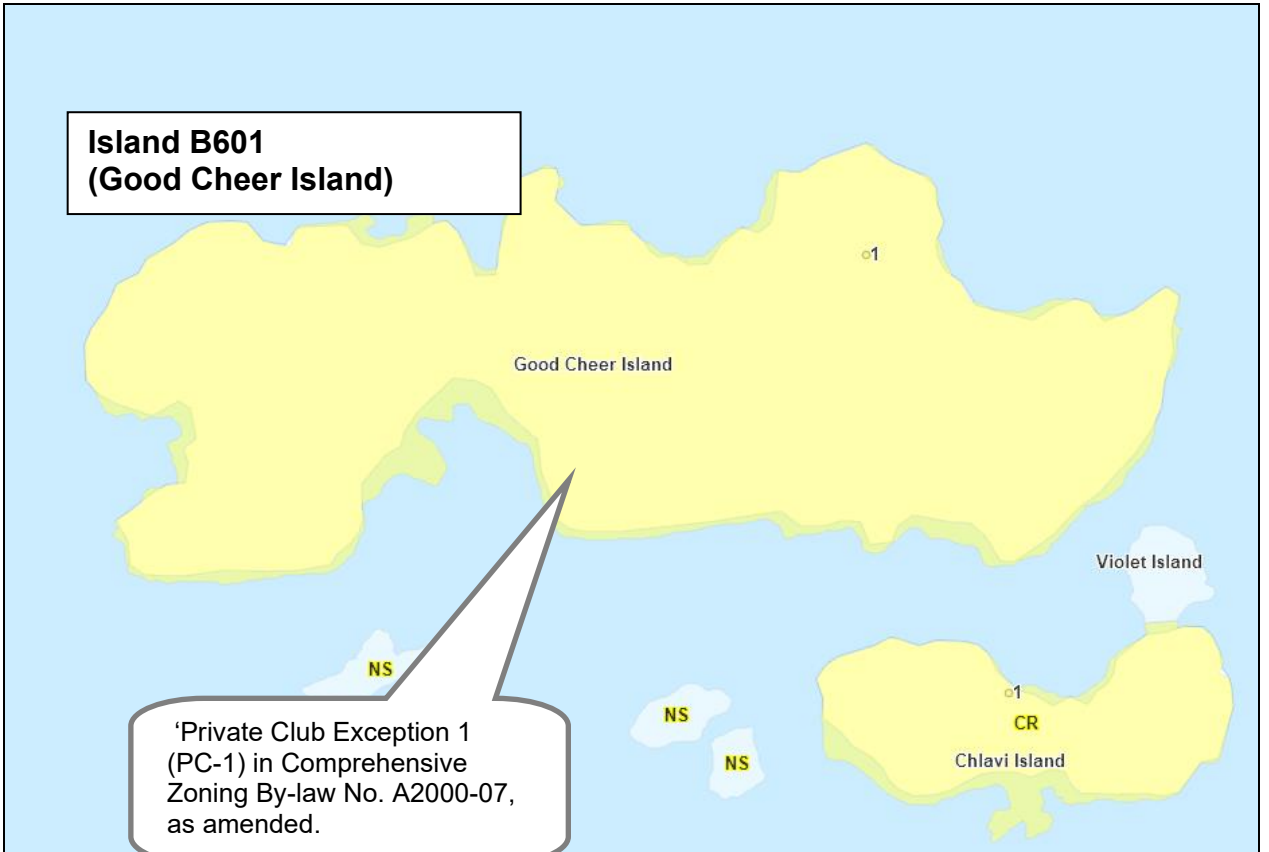 Island B601
(Good Cheer Island)
1
Good Cheer Island
Violet Island
NS
1
NS
CR
NS
Chlavi Island
‘Private Club Exception 1
(PC-1) in Comprehensive
Zoning By-law No. A2000-07,
as amended.